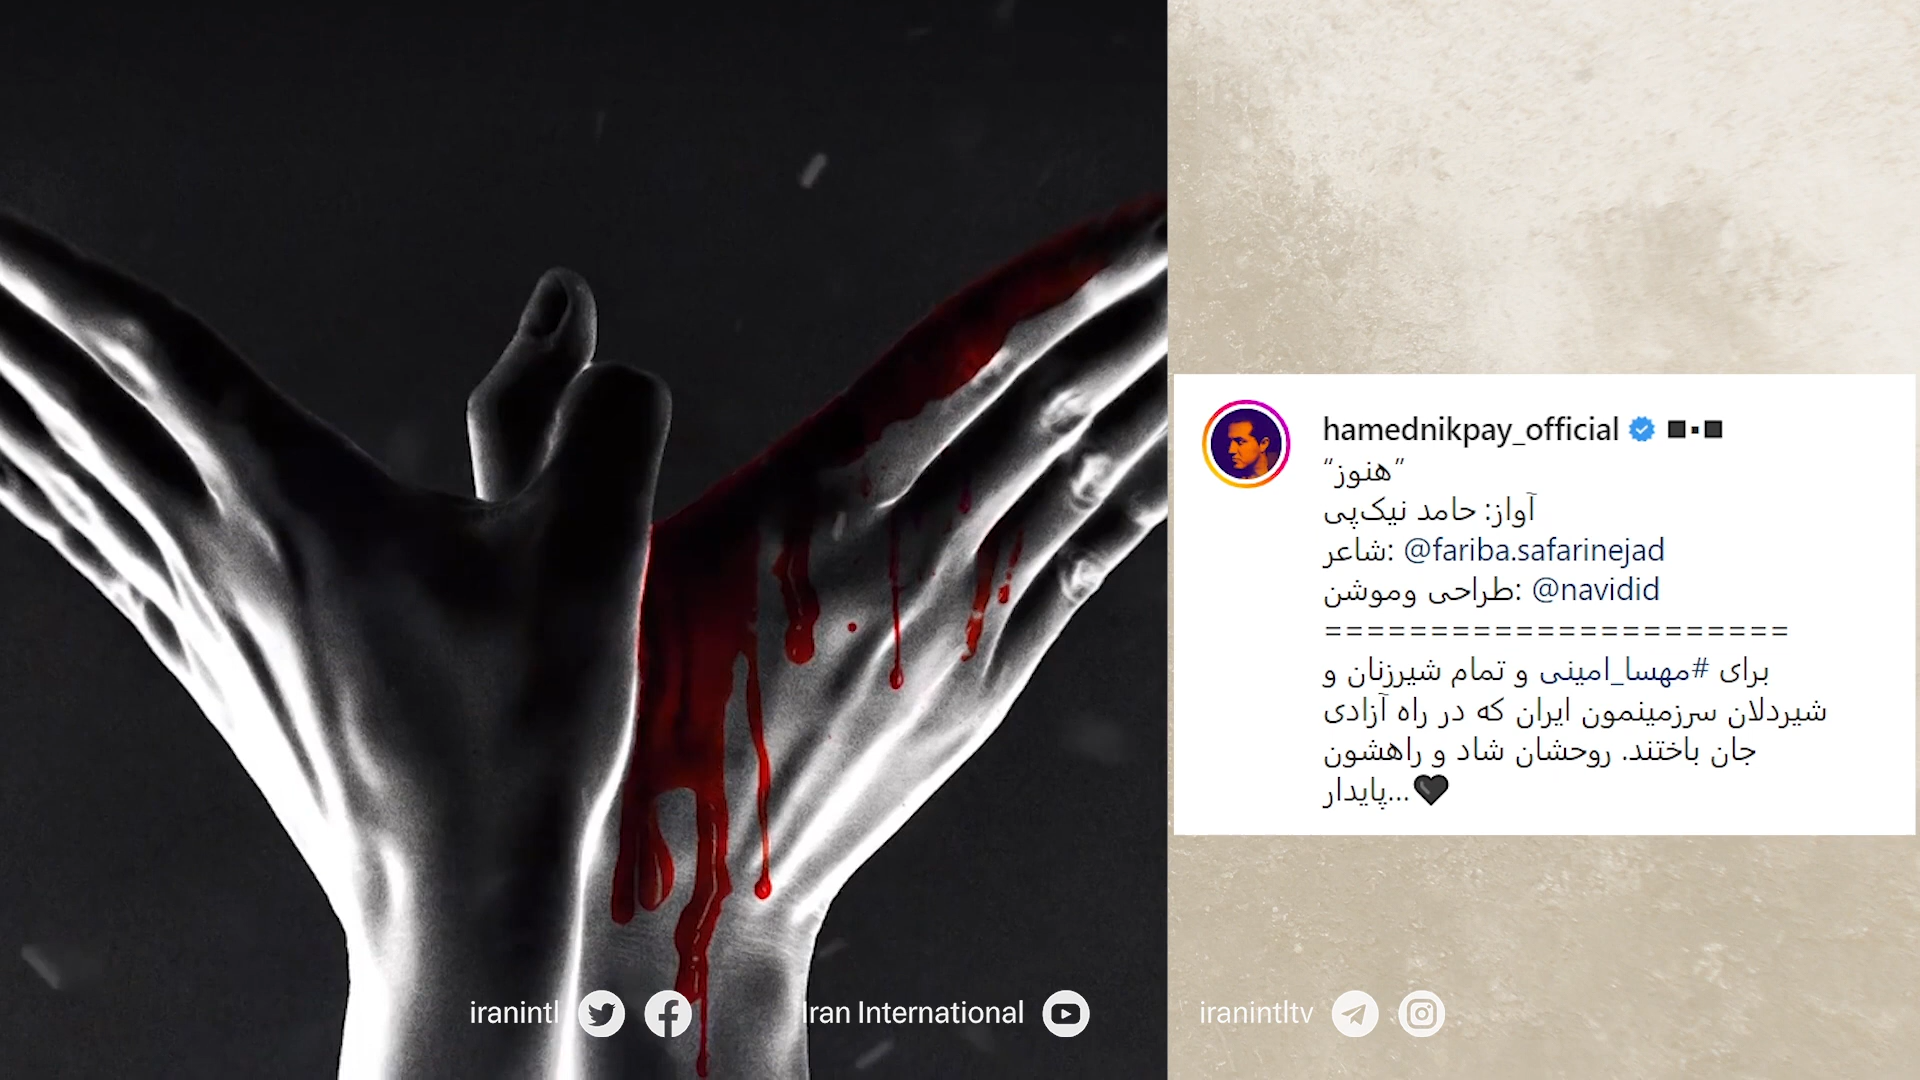 hamednikpay_official
“هنوز”
آواز: حامد نیک‌پی
شاعر: @fariba.safarinejad
طراحی وموشن: @navidid
======================
برای #مهسا_امینی و تمام شیرزنان و
شیردلان سرزمینمون ایران که در راه آزادی
جان باختند. روحشان شاد و راهشون
پایدار...🖤
iranintl
Iran International
iranintltv